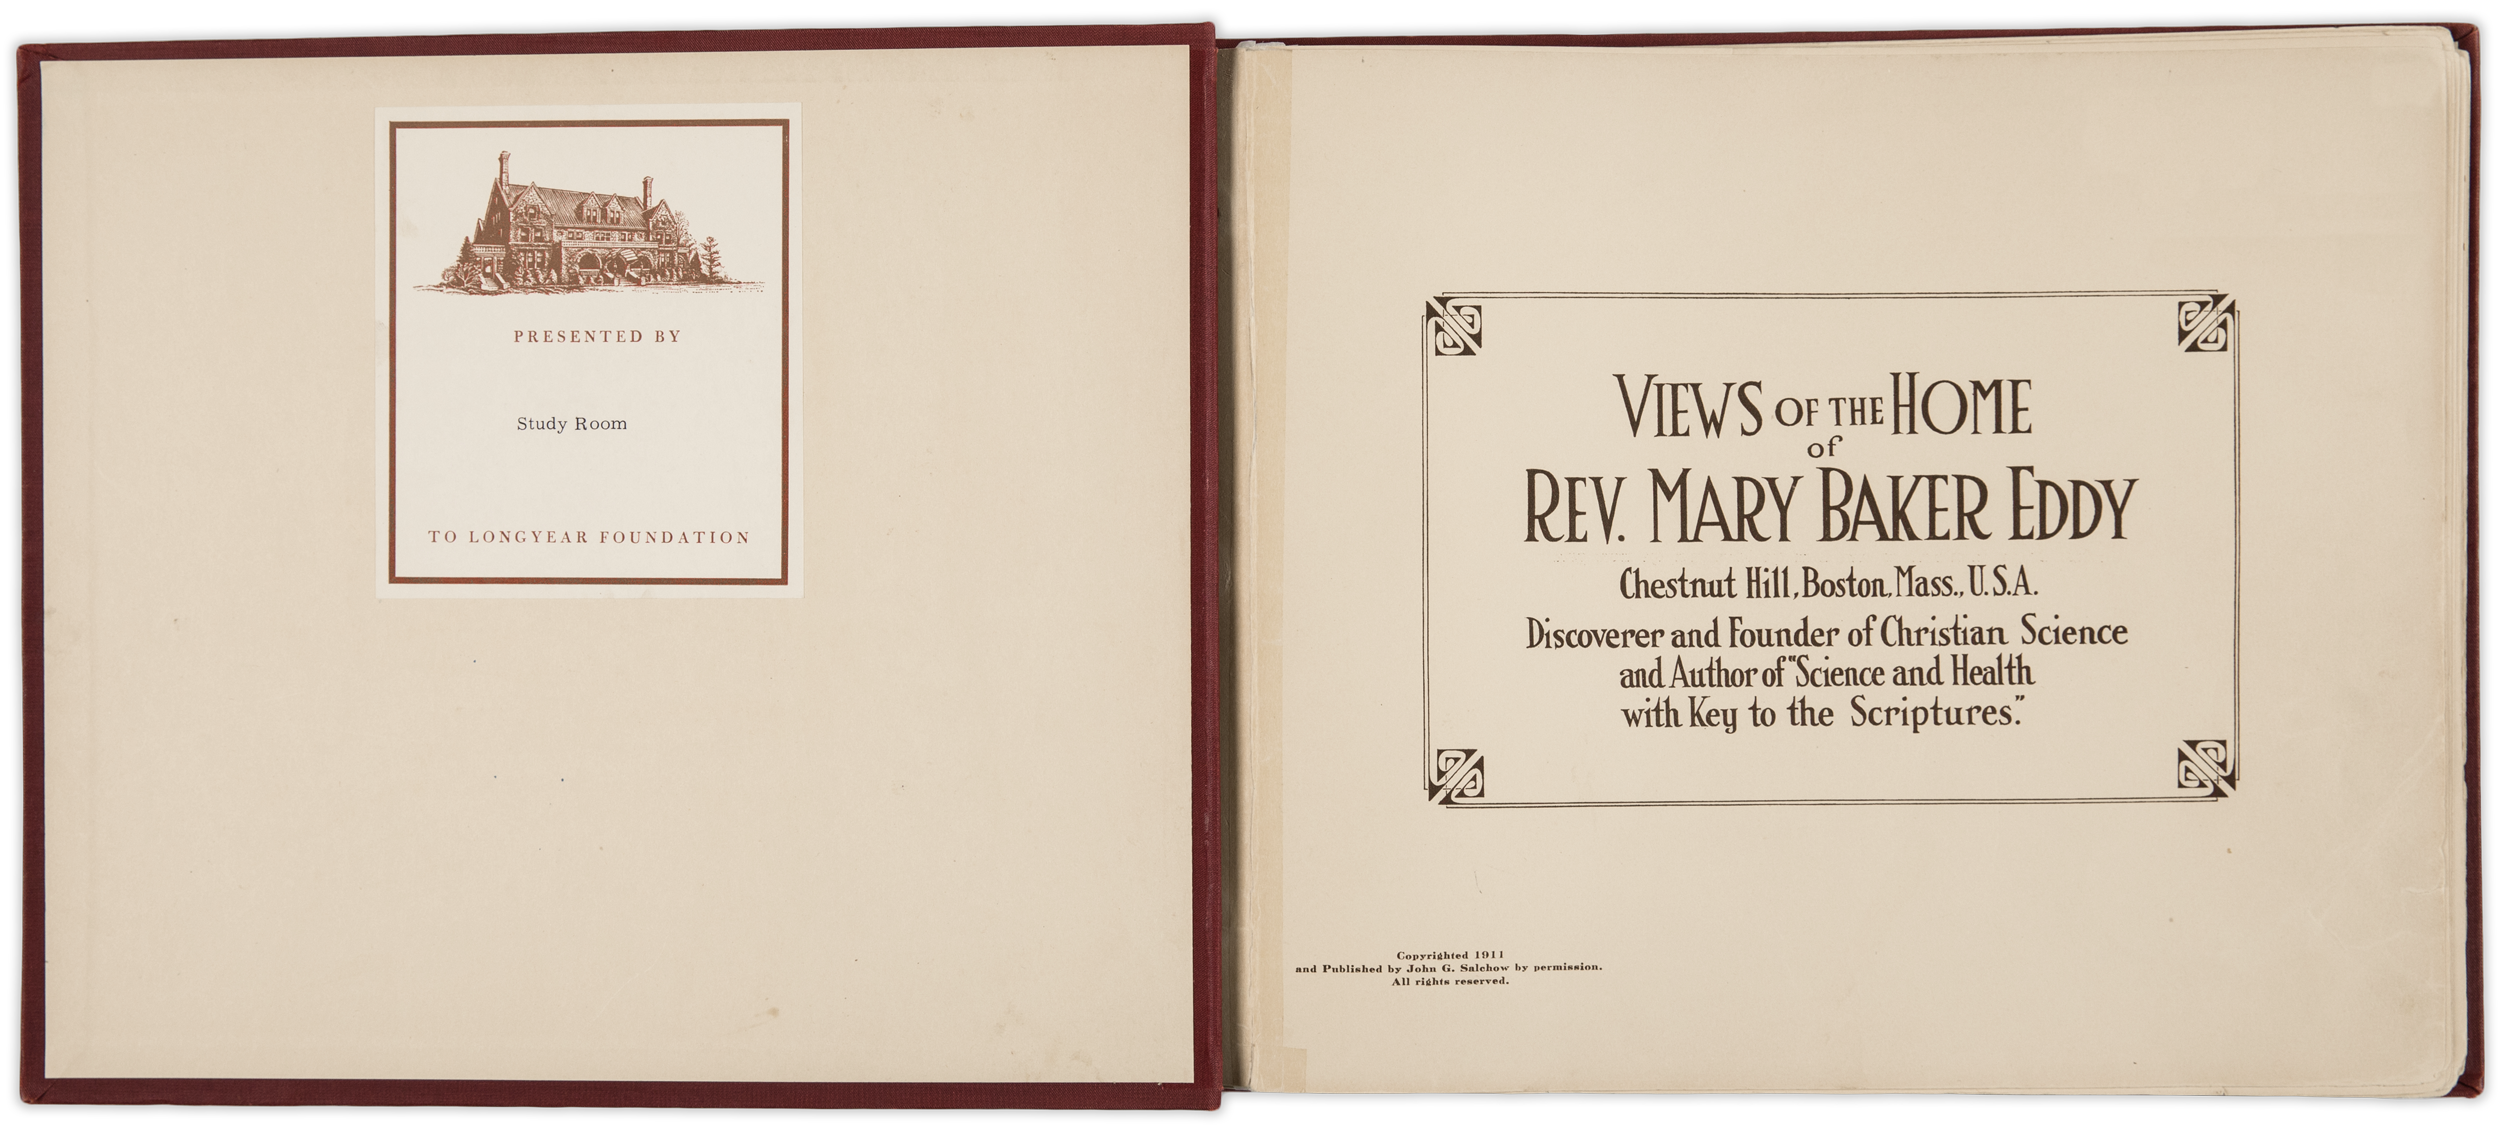 PRESENTED BY
Study Room
TO LONGYEAR FOUNDATION
VIEWS OF THE HOME
of
REV. MARY BAKER EDDY
Chestnut Hill, Boston, Mass., U.S.A.
Discoverer and Founder of Christian Science
and Author of "Science and Health
with Key to the Scriptures."
Copyrighted 1911
and Published by John G. Salchow by permission.
All rights reserved.